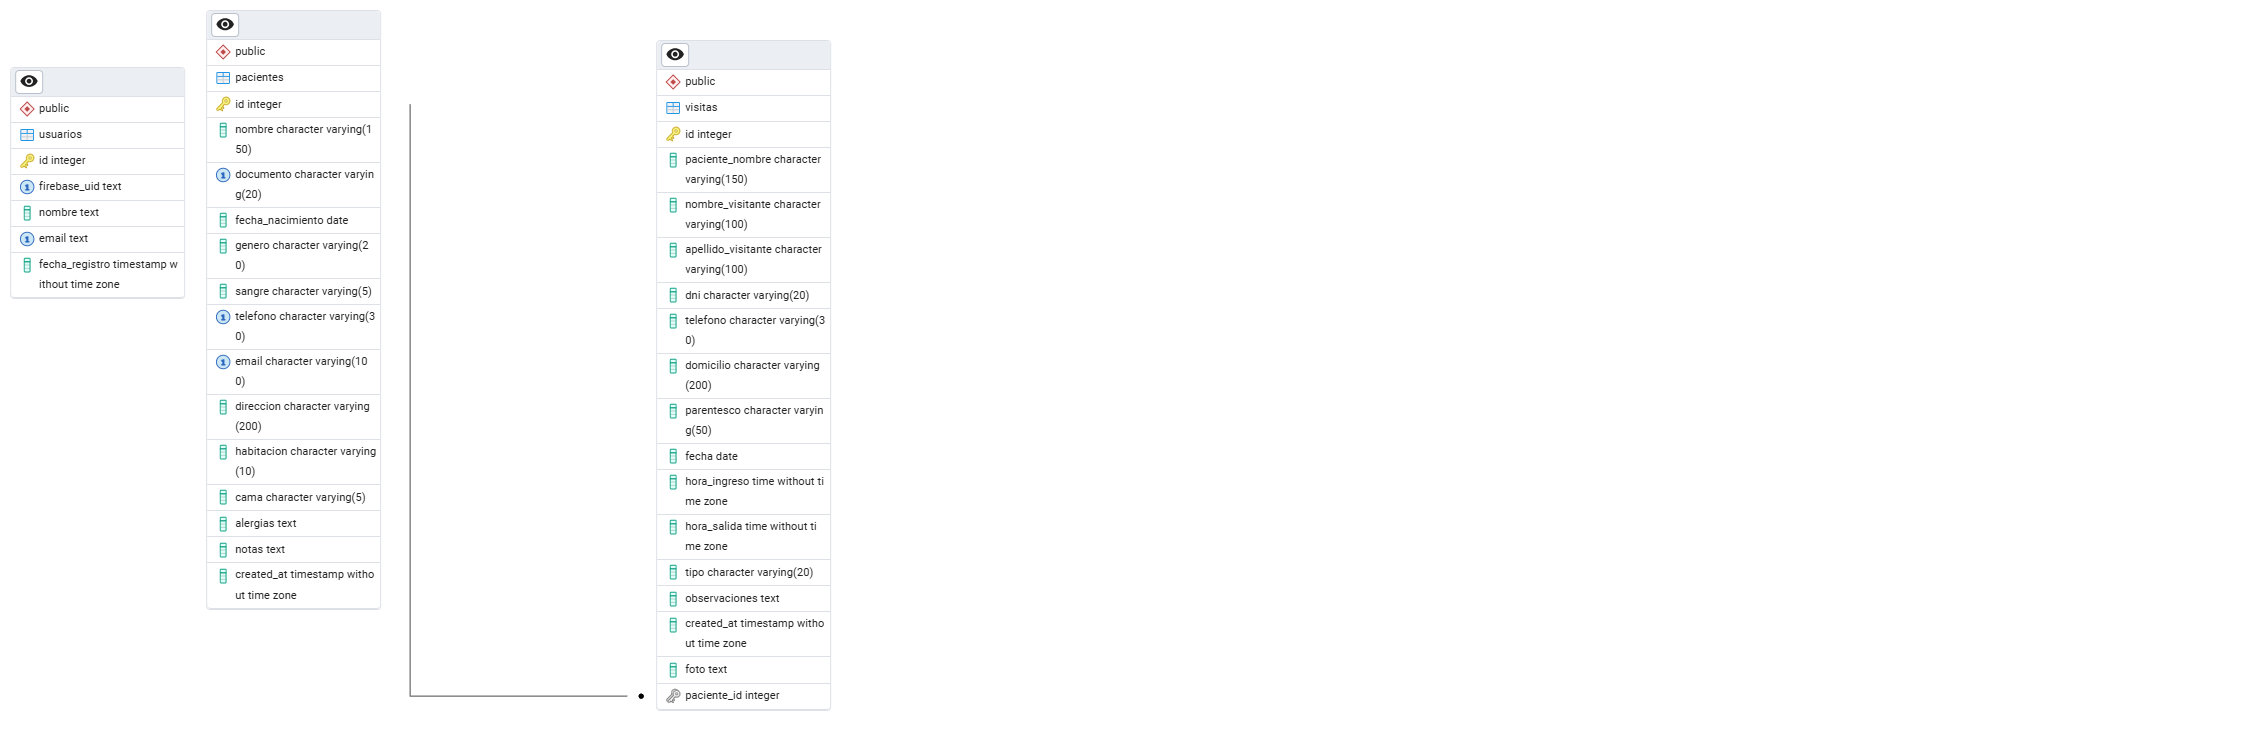 public
usuarios
id integer
firebase_uid text
nombre text
email text
fecha_registro timestamp w
ithout time zone
public
pacientes
id integer
nombre character varying(1
50)
documento character varyin
g(20)
fecha_nacimiento date
genero character varying(2
0)
sangre character varying(5)
telefono character varying(3
0)
email character varying(10
0)
direccion character varying
(200)
habitacion character varying
(10)
cama character varying(5)
alergias text
notas text
created_at timestamp witho
ut time zone
public
visitas
id integer
paciente_nombre character
varying(150)
nombre_visitante character
varying(100)
apellido_visitante character
varying(100)
dni character varying(20)
telefono character varying(3
0)
domicilio character varying
(200)
parentesco character varyin
g(50)
fecha date
hora_ingreso time without ti
me zone
hora_salida time without ti
me zone
tipo character varying(20)
observaciones text
created_at timestamp witho
ut time zone
foto text
paciente_id integer